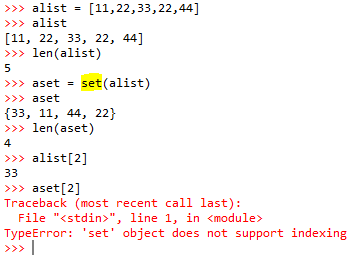 >>> alist = [11,22,33,22,44]
>>> alist
[11, 22, 33, 22, 44]
>>> len(alist)
5
>>> aset = set(alist)
>>> aset
{33, 11, 44, 22}
>>> len(aset)
4
>>> alist[2]
33
>>> aset[2]
Traceback (most recent call last):
  File "<stdin>", line 1, in <module>
TypeError: 'set' object does not support indexing
>>>